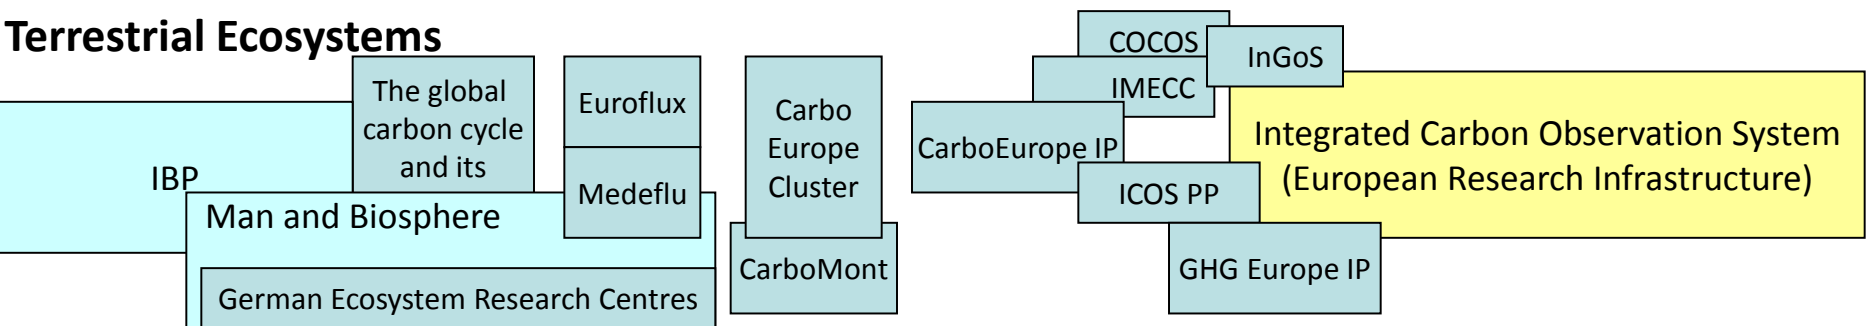 Terrestrial Ecosystems
IBP
The global
carbon cycle
and its
Man and Biosphere
German Ecosystem Research Centres
Euroflux
Medeflu
Carbo
Europe
Cluster
CarboMont
COCOS
InGoS
IMECC
CarboEurope IP
ICOS PP
GHG Europe IP
Integrated Carbon Observation System
(European Research Infrastructure)